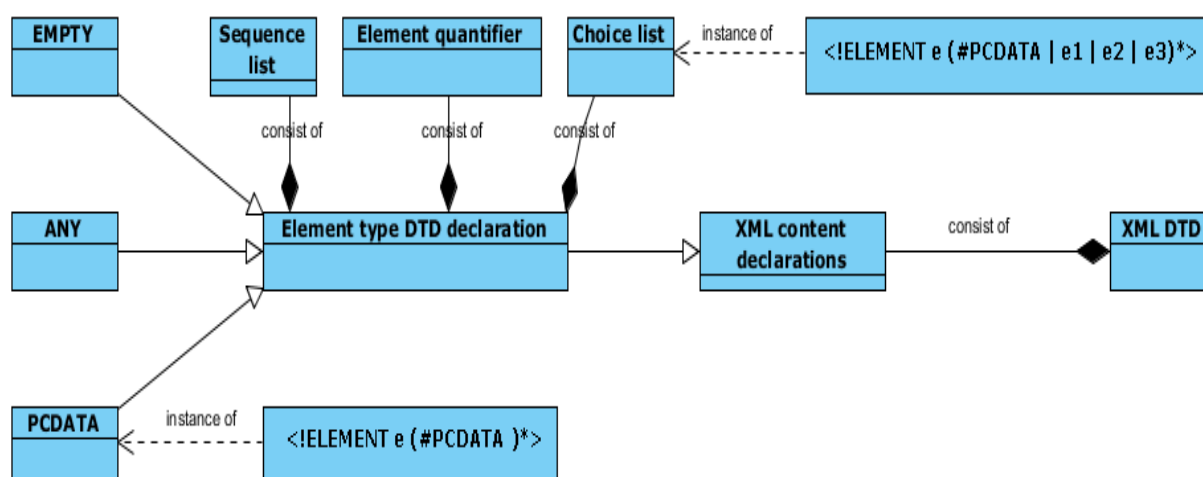 EMPTY
Sequence
list
Element quantifier
Choice list
instance of
<!ELEMENT e (#PCDATA | e1 | e2 | e3)*>
consist of
consist of
consist of
ANY
Element type DTD declaration
XML content
declarations
consist of
XML DTD
PCDATA
instance of
<!ELEMENT e (#PCDATA )*>